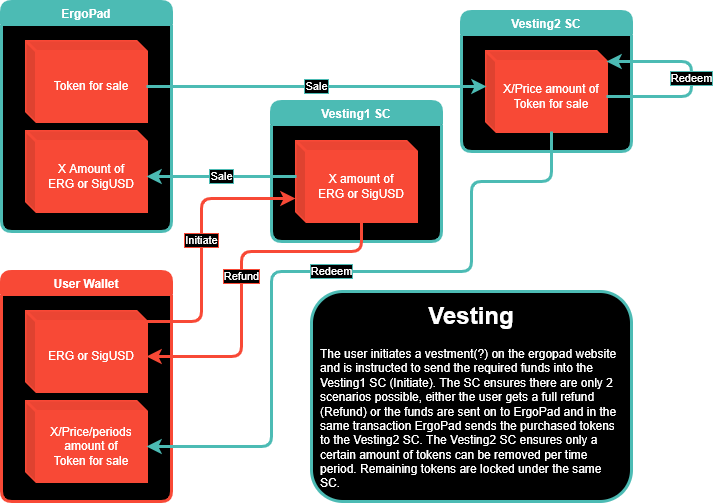 ErgoPad
Token for sale
X Amount of
ERG or SigUSD
Vesting2 SC
X/Price amount of
Token for sale
Redeem
Sale
Vesting1 SC
X amount of
ERG or SigUSD
Sale
Initiate
Refund
Redeem
User Wallet
ERG or SigUSD
X/Price/periods
amount of
Token for sale
Vesting
The user initiates a vestment(?) on the ergopad website
and is instructed to send the required funds into the
Vesting1 SC (Initiate). The SC ensures there are only 2
scenarios possible, either the user gets a full refund
(Refund) or the funds are sent on to ErgoPad and in the
same transaction ErgoPad sends the purchased tokens
to the Vesting2 SC. The Vesting2 SC ensures only a
certain amount of tokens can be removed per time
period. Remaining tokens are locked under the same
SC.